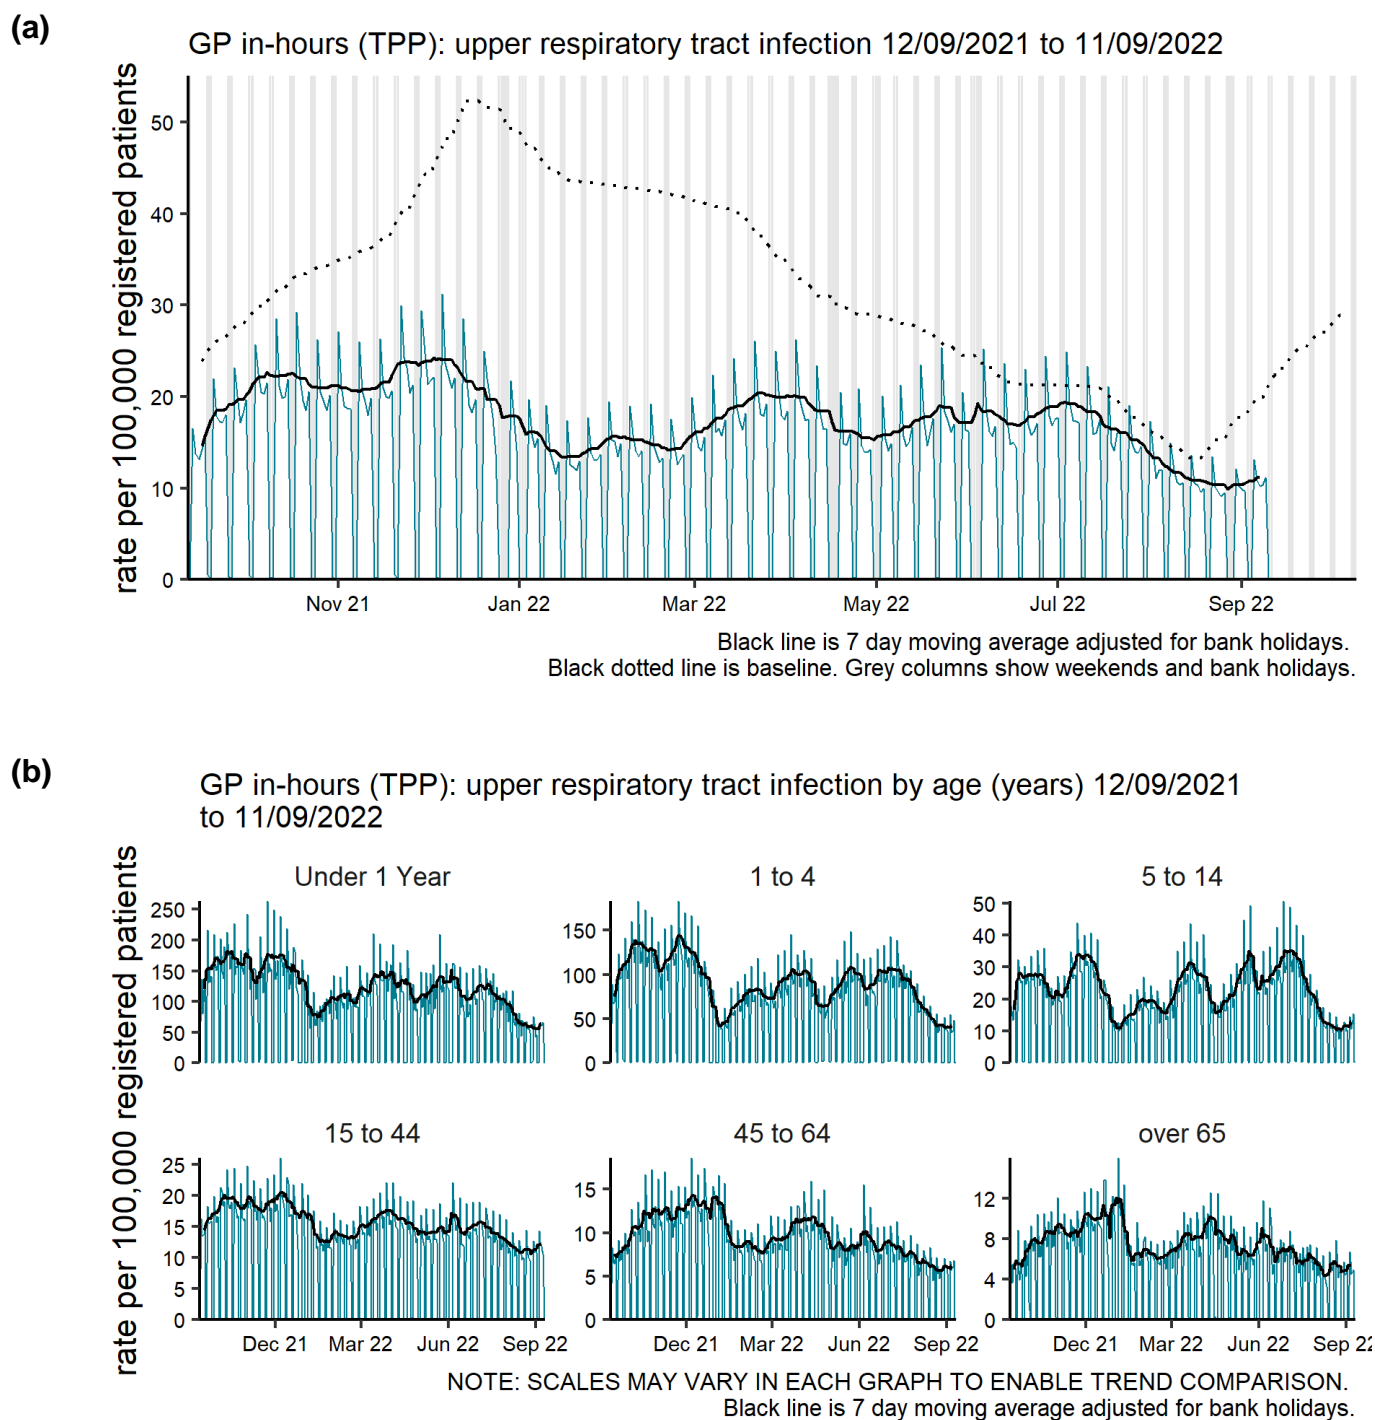 (a)
GP in-hours (TPP): upper respiratory tract infection 12/09/2021 to 11/09/2022
rate per 100,000 registered patients
50
40
30
20
10
0
Nov 21 Jan 22 Mar 22 May 22 Jul 22 Sep 22
Black line is 7 day moving average adjusted for bank holidays.
Black dotted line is baseline. Grey columns show weekends and bank holidays.
(b)
GP in-hours (TPP): upper respiratory tract infection by age (years) 12/09/2021
to 11/09/2022
rate per 100,000 registered patients
Under 1 Year
250
200
150
100
50
0
1 to 4
150
100
50
0
5 to 14
50
40
30
20
10
0
15 to 44
25
20
15
10
5
0
Dec 21 Mar 22 Jun 22 Sep 22
45 to 64
15
10
5
0
Dec 21 Mar 22 Jun 22 Sep 22
over 65
12
8
4
0
Dec 21 Mar 22 Jun 22 Sep 22
NOTE: SCALES MAY VARY IN EACH GRAPH TO ENABLE TREND COMPARISON.
Black line is 7 day moving average adjusted for bank holidays.